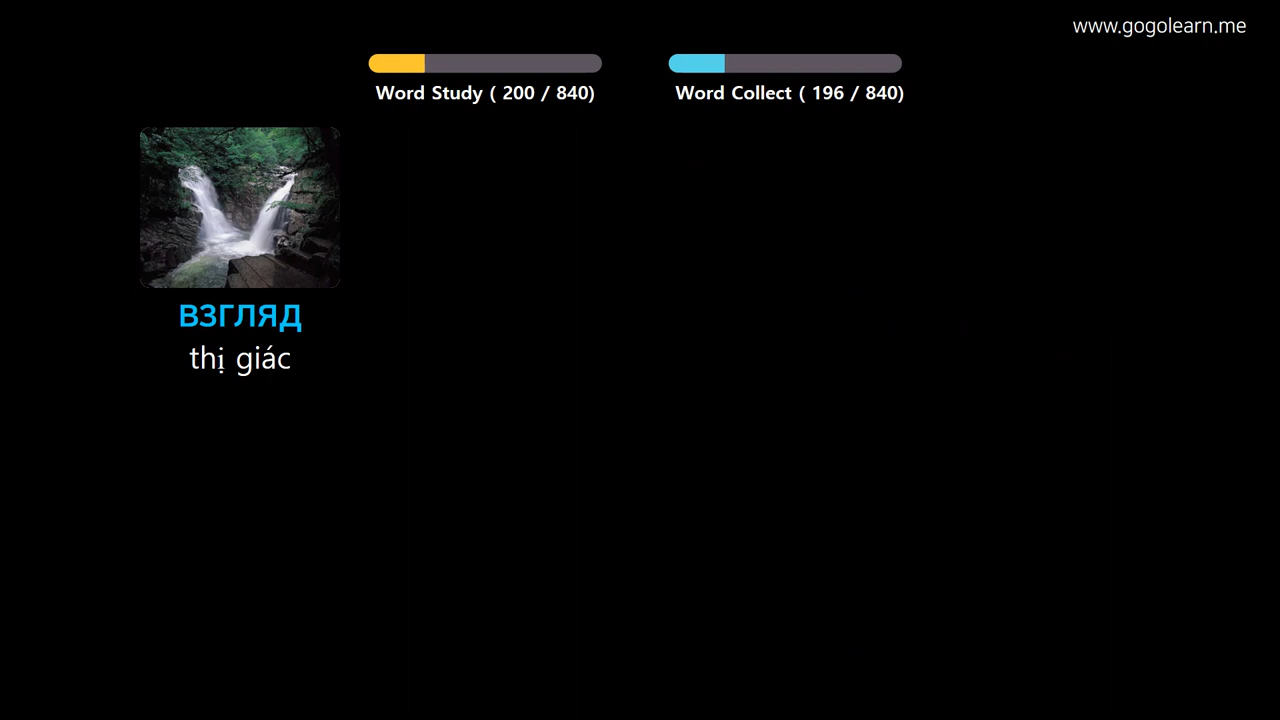 www.gogolearn.me
Word Study ( 200 / 840)
Word Collect ( 196 / 840)
взгляд
thị giác